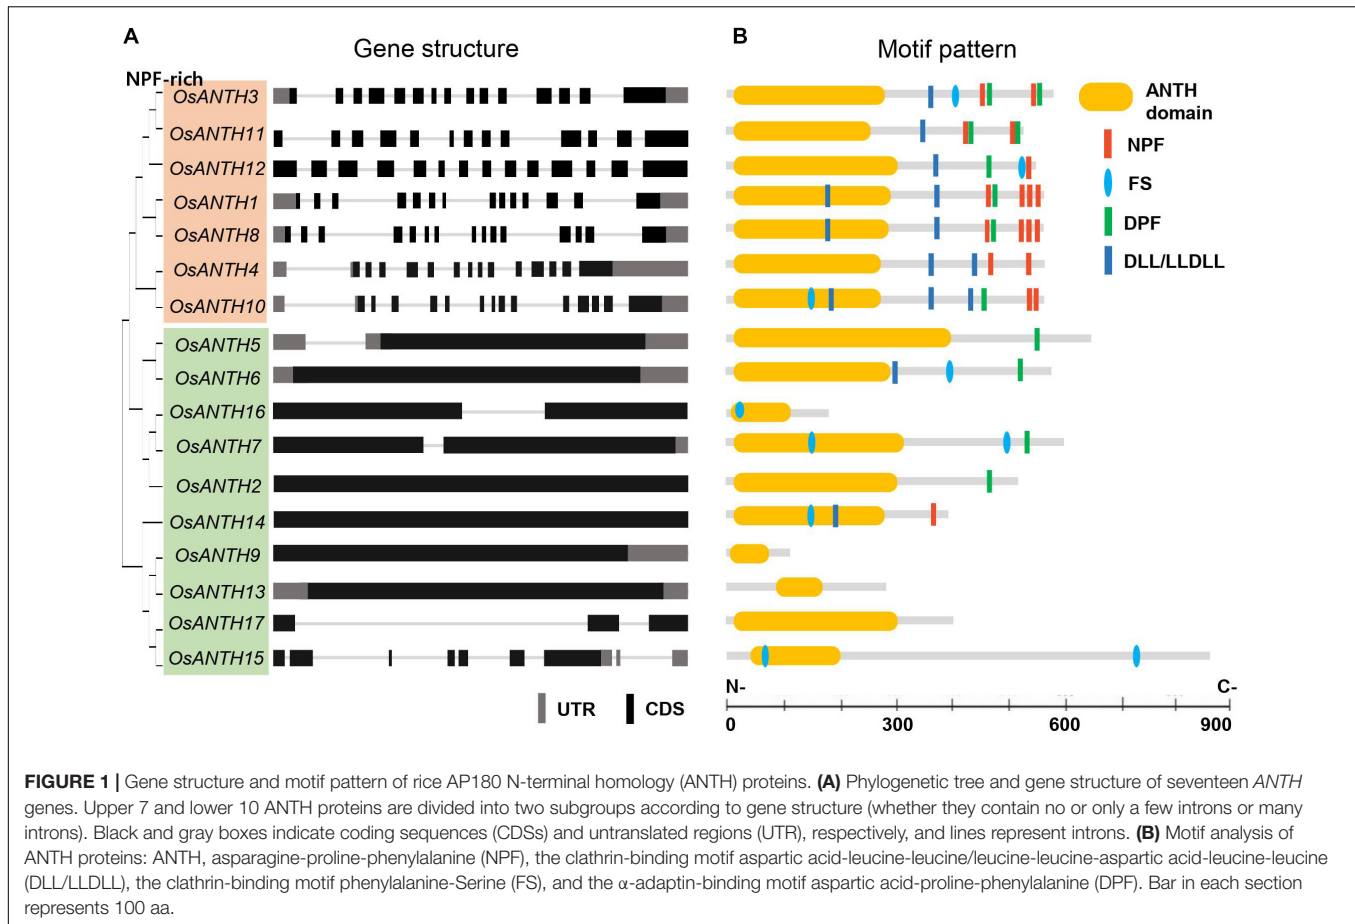 A
Gene structure
B
Motif pattern
NPF-rich
OsANTH3
OsANTH11
OsANTH12
OsANTH1
OsANTH8
OsANTH4
OsANTH10
OsANTH5
OsANTH6
OsANTH16
OsANTH7
OsANTH2
OsANTH14
OsANTH9
OsANTH13
OsANTH17
OsANTH15
UTR
CDS
ANTH
domain
NPF
FS
DPF
DLL/LLDLL
N-
C-
0
300
600
900
FIGURE 1 | Gene structure and motif pattern of rice AP180 N-terminal homology (ANTH) proteins. (A) Phylogenetic tree and gene structure of seventeen ANTH
genes. Upper 7 and lower 10 ANTH proteins are divided into two subgroups according to gene structure (whether they contain no or only a few introns or many
introns). Black and gray boxes indicate coding sequences (CDSs) and untranslated regions (UTR), respectively, and lines represent introns. (B) Motif analysis of
ANTH proteins: ANTH, asparagine-proline-phenylalanine (NPF), the clathrin-binding motif aspartic acid-leucine-leucine/leucine-leucine-aspartic acid-leucine-leucine
(DLL/LLDLL), the clathrin-binding motif phenylalanine-Serine (FS), and the α-adaptin-binding motif aspartic acid-proline-phenylalanine (DPF). Bar in each section
represents 100 aa.